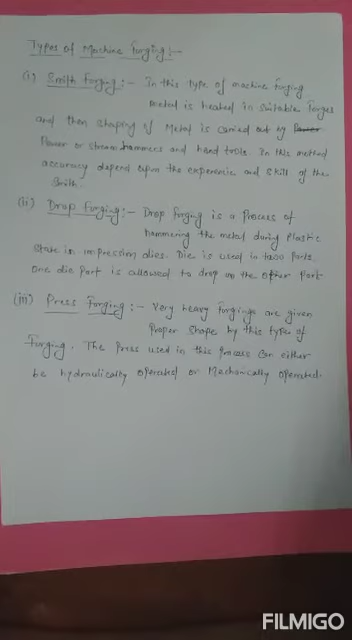 Types of Machine Forging :-
(i) Smith Forging :- In this type of machine forging
metal is heated in suitable forges
and then shaping of Metal is carried out by
Power or stream hammers and hand tools. In this method
accuracy depend upon the experience and skill of the
Smith.
(ii) Drop Forging :- Drop forging is a process of
hammering the metal during plastic
state in impression dies. Die is used in two parts.
One die part is allowed to drop on the other part
(iii) Press Forging :- Very heavy forgings are given
Proper shape by this type of
Forging. The Press used in this process can either
be hydraulically operated or Mechanically operated.
FILMIGO